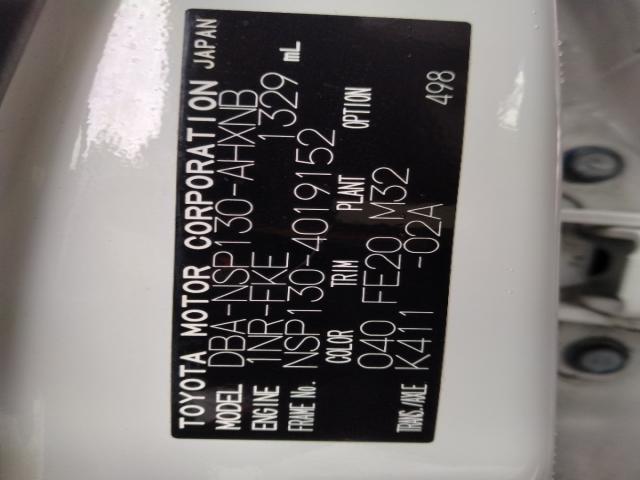 TOYOTA MOTOR CORPORATION JAPAN
MODEL DBA-NSP130-AHXNB
ENGINE 1NR-FKE 1329 mL
FRAME No. NSP130-4019152
COLOR TRIM PLANT OPTION
040 FE20 M32
TRANS./AXLE K411 -02A
498